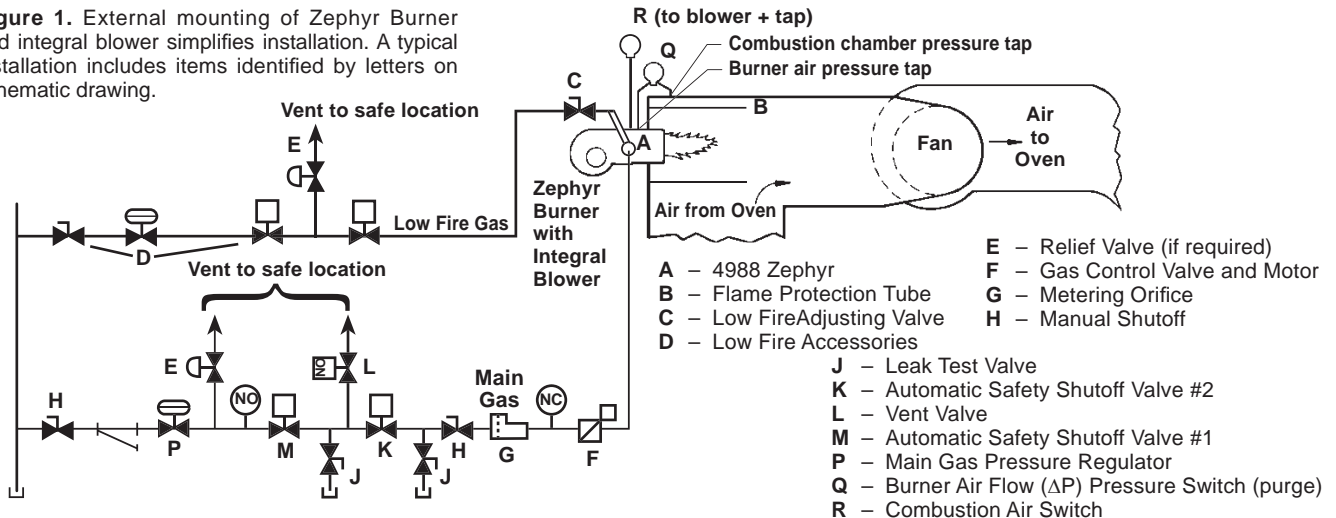 gure 1. External mounting of Zephyr Burner
d integral blower simplifies installation. A typical
stallation includes items identified by letters on
hematic drawing.
R (to blower + tap)
Q
Combustion chamber pressure tap
Burner air pressure tap
C
B
Vent to safe location
E
A
Fan
Air
to
Oven
Zephyr
Burner
with
Integral
Blower
Air from Oven
Low Fire Gas
D
Vent to safe location
A – 4988 Zephyr
B – Flame Protection Tube
C – Low FireAdjusting Valve
D – Low Fire Accessories
E – Relief Valve (if required)
F – Gas Control Valve and Motor
G – Metering Orifice
H – Manual Shutoff
J – Leak Test Valve
K – Automatic Safety Shutoff Valve #2
L – Vent Valve
M – Automatic Safety Shutoff Valve #1
P – Main Gas Pressure Regulator
Q – Burner Air Flow (ΔP) Pressure Switch (purge)
R – Combustion Air Switch
E
NO
L
H
NO
Main
Gas
NC
P
M
K
H
G
F
J
J